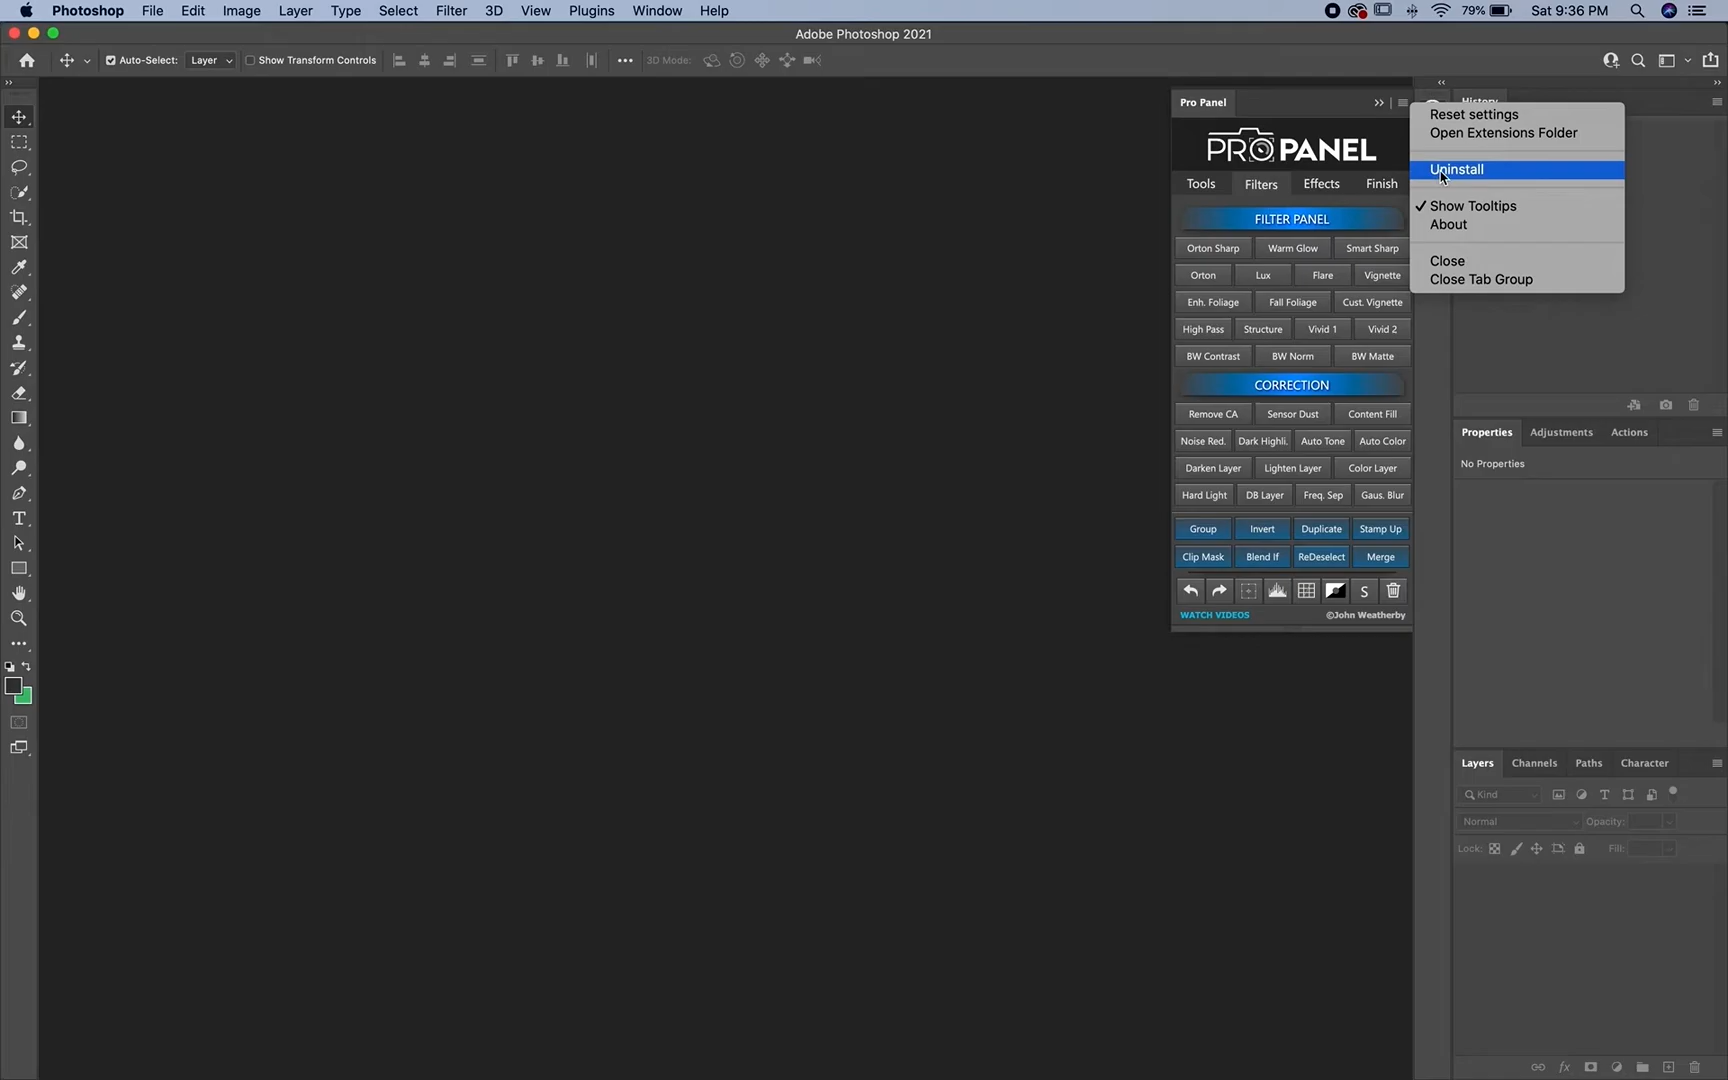 Photoshop File Edit Image Layer Type Select Filter 3D View Plugins Window Help 79% Sat 9:36 PM
Adobe Photoshop 2021
Auto-Select: Layer Show Transform Controls 3D Mode:
Pro Panel
History
PRO PANEL
Tools Filters Effects Finish
FILTER PANEL
Orton Sharp Warm Glow Smart Sharp
Orton Lux Flare Vignette
Enh. Foliage Fall Foliage Cust. Vignette
High Pass Structure Vivid 1 Vivid 2
BW Contrast BW Norm BW Matte
CORRECTION
Remove CA Sensor Dust Content Fill
Noise Red. Dark Highli. Auto Tone Auto Color
Darken Layer Lighten Layer Color Layer
Hard Light DB Layer Freq. Sep Gaus. Blur
Group Invert Duplicate Stamp Up
Clip Mask Blend If ReDeselect Merge
S
WATCH VIDEOS ©John Weatherby
Reset settings
Open Extensions Folder
Uninstall
Show Tooltips
About
Close
Close Tab Group
Properties Adjustments Actions
No Properties
Layers Channels Paths Character
Kind
Normal Opacity:
Lock: Fill: